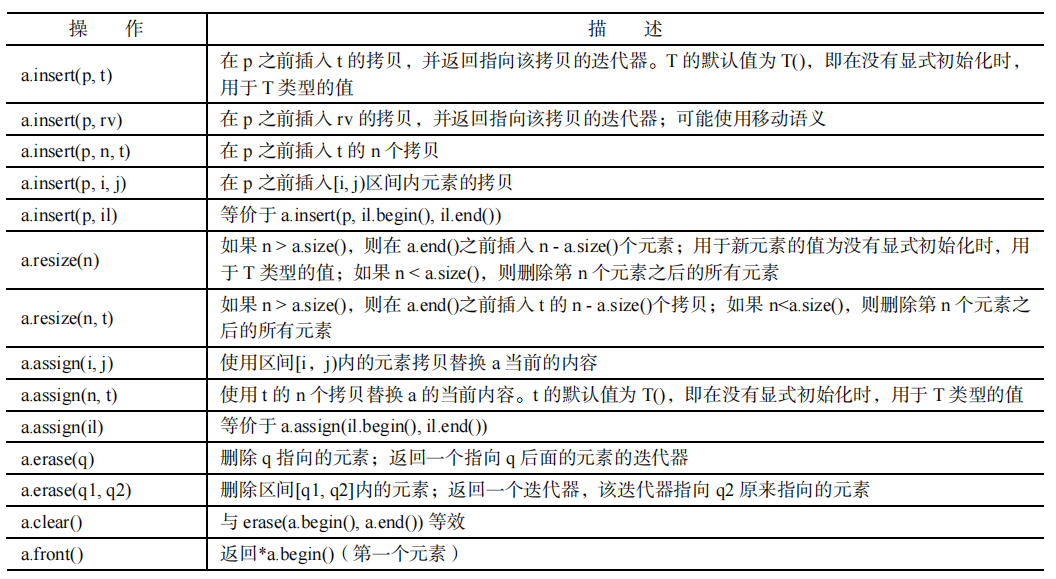 操 作 描 述
a.insert(p, t) 在 p 之前插入 t 的拷贝，并返回指向该拷贝的迭代器。T 的默认值为 T()，即在没有显式初始化时，
用于 T 类型的值
a.insert(p, rv) 在 p 之前插入 rv 的拷贝，并返回指向该拷贝的迭代器；可能使用移动语义
a.insert(p, n, t) 在 p 之前插入 t 的 n 个拷贝
a.insert(p, i, j) 在 p 之前插入[i, j)区间内元素的拷贝
a.insert(p, il) 等价于 a.insert(p, il.begin(), il.end())
a.resize(n) 如果 n > a.size()，则在 a.end()之前插入 n - a.size()个元素；用于新元素的值为没有显式初始化时，用
于 T 类型的值；如果 n < a.size()，则删除第 n 个元素之后的所有元素
a.resize(n, t) 如果 n > a.size()，则在 a.end()之前插入 t 的 n - a.size()个拷贝；如果 n<a.size()，则删除第 n 个元素之
后的所有元素
a.assign(i, j) 使用区间[i，j)内的元素拷贝替换 a 当前的内容
a.assign(n, t) 使用 t 的 n 个拷贝替换 a 的当前内容。t 的默认值为 T()，即在没有显式初始化时，用于 T 类型的值
a.assign(il) 等价于 a.assign(il.begin(), il.end())
a.erase(q) 删除 q 指向的元素；返回一个指向 q 后面的元素的迭代器
a.erase(q1, q2) 删除区间[q1, q2]内的元素；返回一个迭代器，该迭代器指向 q2 原来指向的元素
a.clear() 与 erase(a.begin(), a.end()) 等效
a.front() 返回*a.begin()（第一个元素）